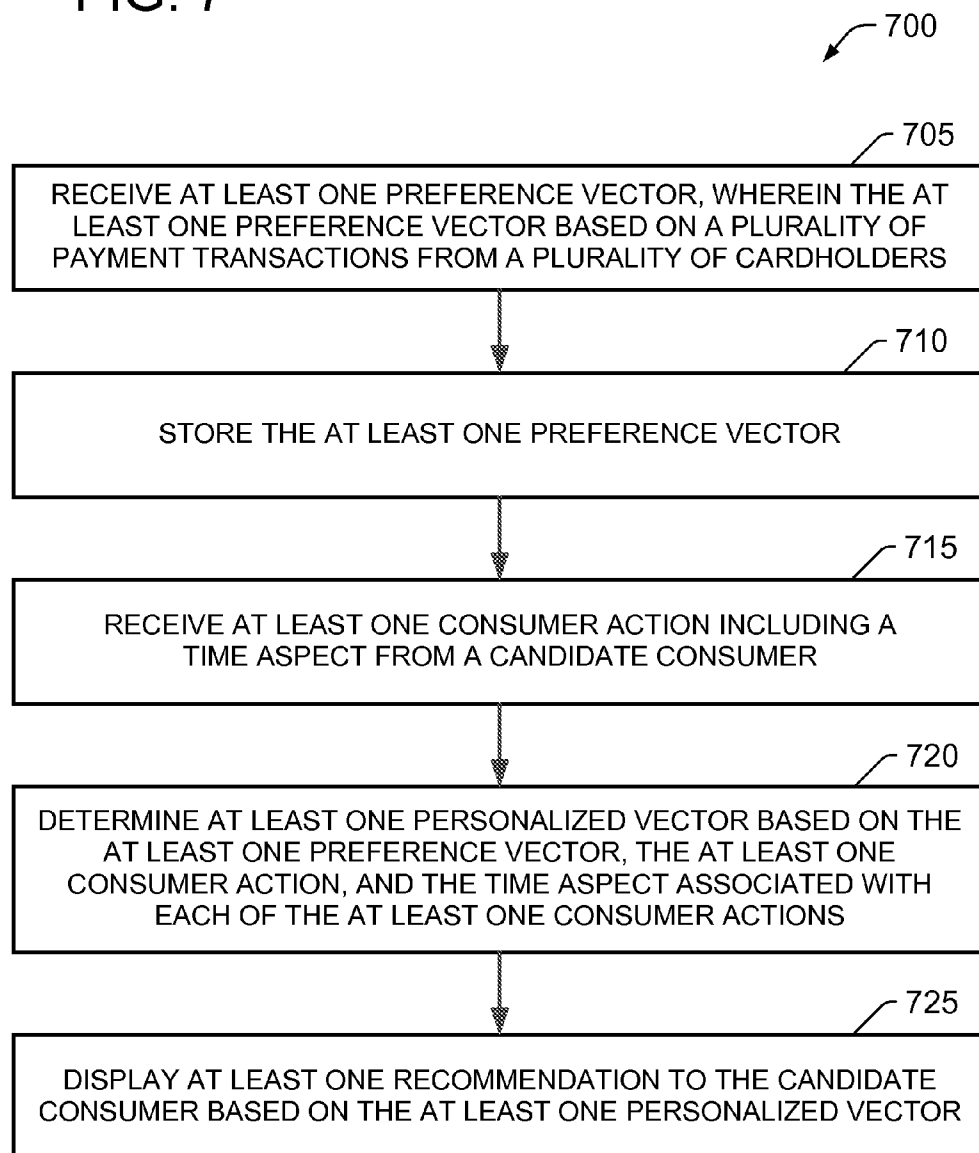 FIG. 7
700
705
RECEIVE AT LEAST ONE PREFERENCE VECTOR, WHEREIN THE AT
LEAST ONE PREFERENCE VECTOR BASED ON A PLURALITY OF
PAYMENT TRANSACTIONS FROM A PLURALITY OF CARDHOLDERS
710
STORE THE AT LEAST ONE PREFERENCE VECTOR
715
RECEIVE AT LEAST ONE CONSUMER ACTION INCLUDING A
TIME ASPECT FROM A CANDIDATE CONSUMER
720
DETERMINE AT LEAST ONE PERSONALIZED VECTOR BASED ON THE
AT LEAST ONE PREFERENCE VECTOR, THE AT LEAST ONE
CONSUMER ACTION, AND THE TIME ASPECT ASSOCIATED WITH
EACH OF THE AT LEAST ONE CONSUMER ACTIONS
725
DISPLAY AT LEAST ONE RECOMMENDATION TO THE CANDIDATE
CONSUMER BASED ON THE AT LEAST ONE PERSONALIZED VECTOR